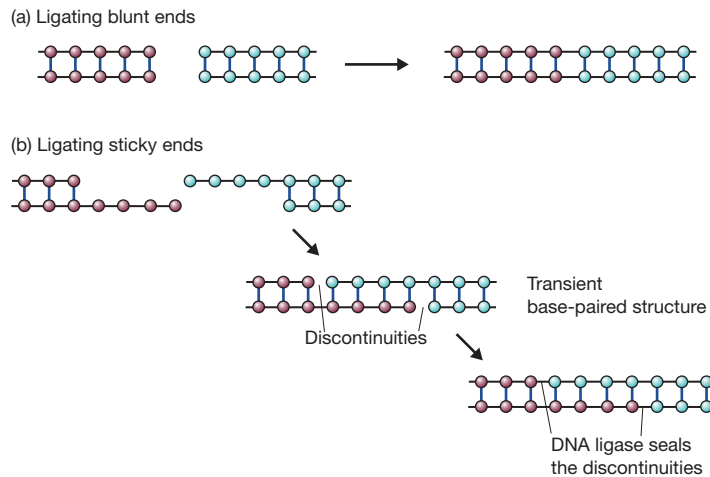 (a) Ligating blunt ends
(b) Ligating sticky ends
Transient
base-paired structure
Discontinuities
DNA ligase seals
the discontinuities